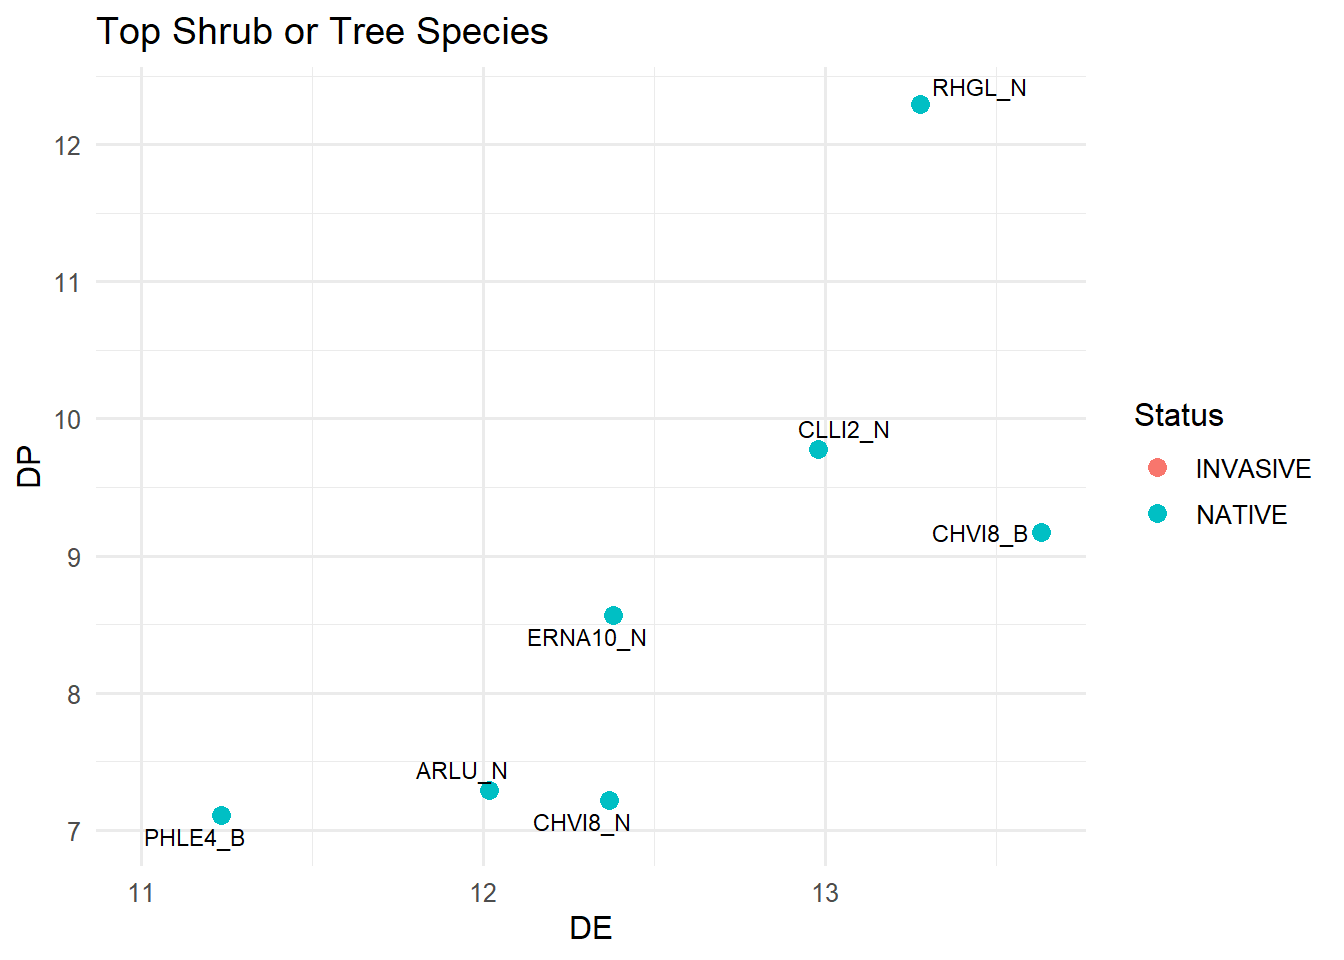 Top Shrub or Tree Species
RHGL_N
12
11
10
CLLI2_N
Status
INVASIVE
DP
NATIVE
CHVI8_B
9
ERNA10_N
8
ARLU_N
CHVI8_N
7
PHLE4_B
11
12
13
DE